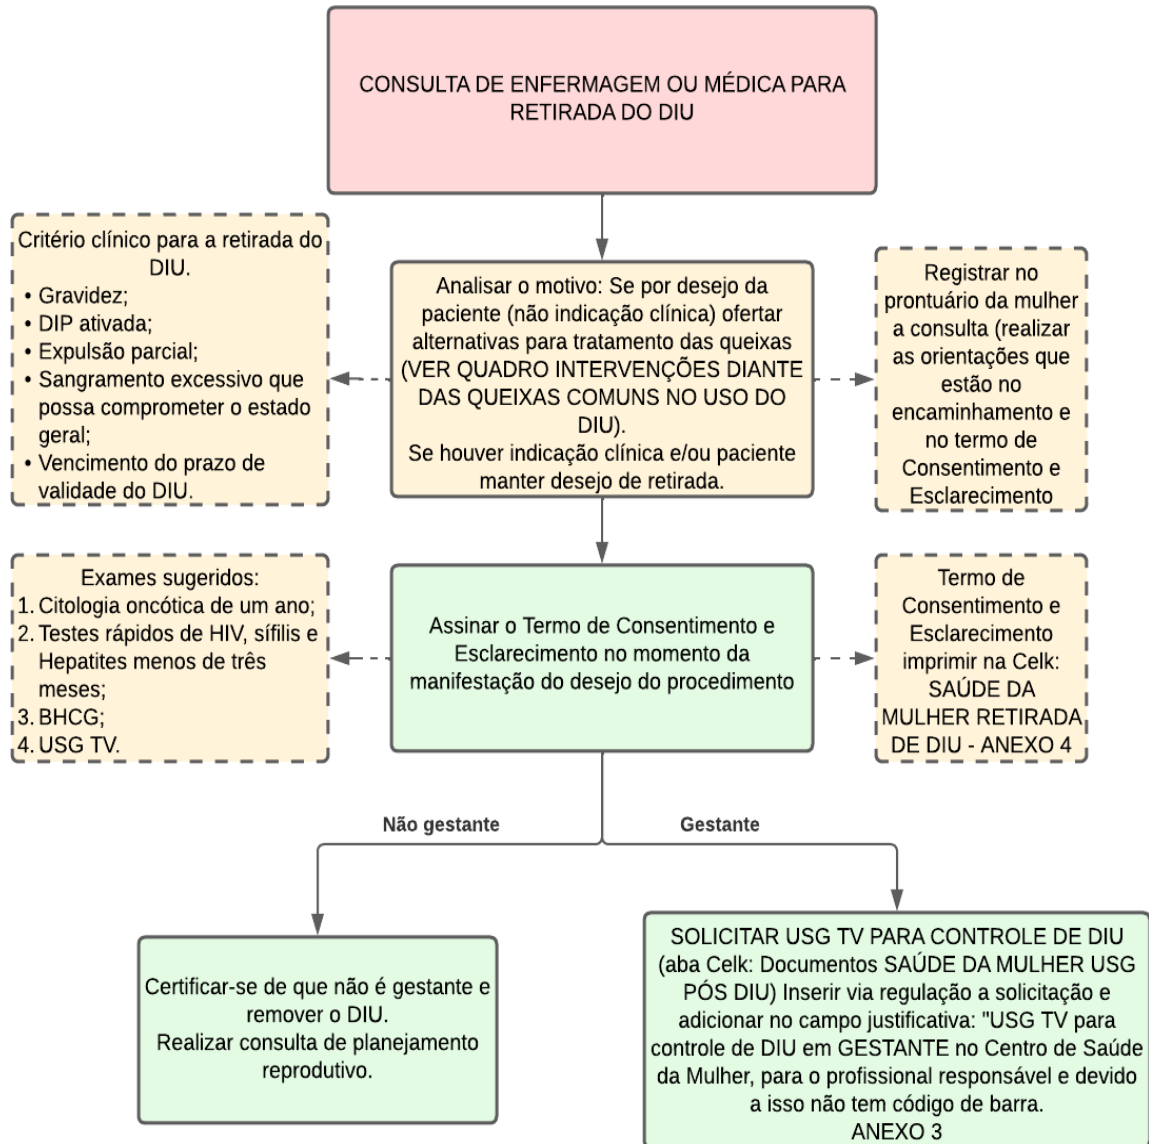 CONSULTA DE ENFERMAGEM OU MÉDICA PARA
RETIRADA DO DIU
Critério clínico para a retirada do
DIU.
• Gravidez;
• DIP ativada;
• Expulsão parcial;
• Sangramento excessivo que
possa comprometer o estado
geral;
• Vencimento do prazo de
validade do DIU.
Analisar o motivo: Se por desejo da
paciente (não indicação clínica) ofertar
alternativas para tratamento das queixas
(VER QUADRO INTERVENÇÕES DIANTE
DAS QUEIXAS COMUNS NO USO DO
DIU).
Se houver indicação clínica e/ou paciente
manter desejo de retirada.
Registrar no
prontuário da mulher
a consulta (realizar
as orientações que
estão no
encaminhamento e
no termo de
Consentimento e
Esclarecimento
Exames sugeridos:
1. Citologia oncótica de um ano;
2. Testes rápidos de HIV, sífilis e
Hepatites menos de três
meses;
3. BHCG;
4. USG TV.
Assinar o Termo de Consentimento e
Esclarecimento no momento da
manifestação do desejo do procedimento
Termo de
Consentimento e
Esclarecimento
imprimir na Celk:
SAÚDE DA
MULHER RETIRADA
DE DIU - ANEXO 4
Não gestante
Gestante
Certificar-se de que não é gestante e
remover o DIU.
Realizar consulta de planejamento
reprodutivo.
SOLICITAR USG TV PARA CONTROLE DE DIU
(aba Celk: Documentos SAÚDE DA MULHER USG
PÓS DIU) Inserir via regulação a solicitação e
adicionar no campo justificativa: "USG TV para
controle de DIU em GESTANTE no Centro de Saúde
da Mulher, para o profissional responsável e devido
a isso não tem código de barra.
ANEXO 3